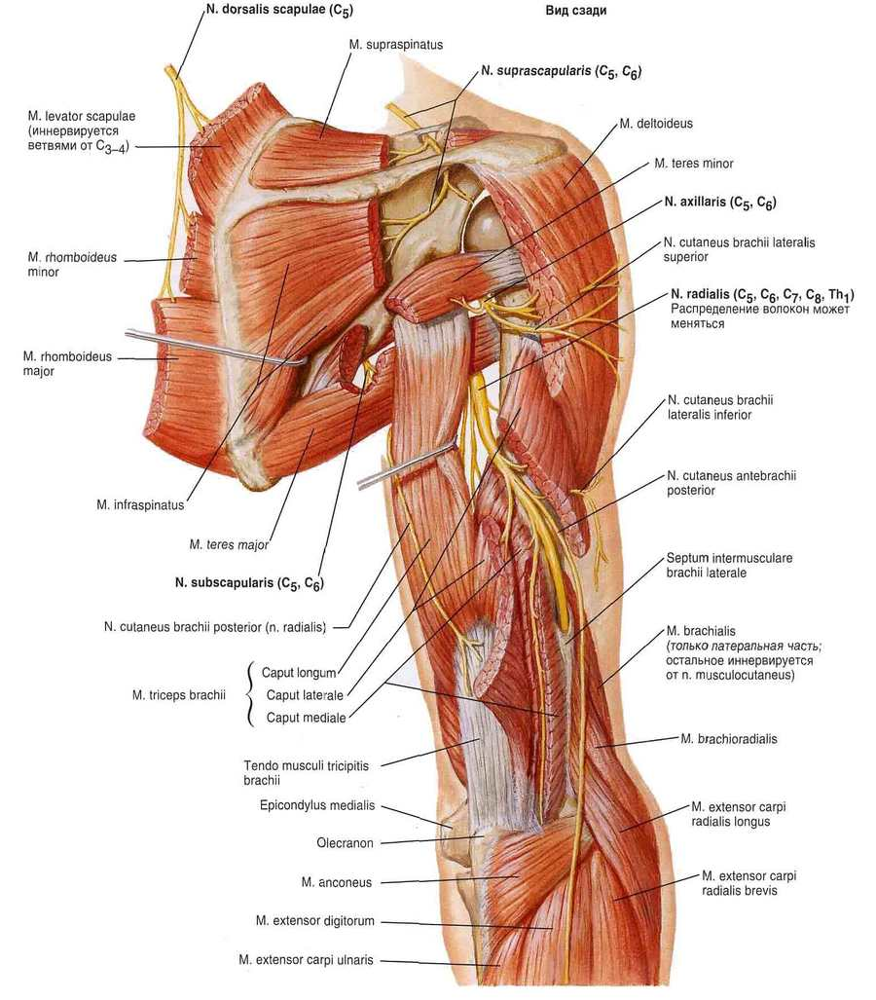 N. dorsalis scapulae (C5)
Вид сзади
M. supraspinatus
N. suprascapularis (C5, C6)
M. levator scapulae
(иннервируется
ветвями от C3–4)
M. deltoideus
M. teres minor
N. axillaris (C5, C6)
N. cutaneus brachii lateralis
superior
M. rhomboideus
minor
N. radialis (C5, C6, C7, C8, Th1)
Распределение волокон может
меняться
M. rhomboideus
major
N. cutaneus brachii
lateralis inferior
N. cutaneus antebrachii
posterior
M. infraspinatus
M. teres major
N. subscapularis (C5, C6)
Septum intermusculare
brachii laterale
N. cutaneus brachii posterior (n. radialis)
M. brachialis
(только латеральная часть;
остальное иннервируется
от n. musculocutaneus)
M. triceps brachii
Caput longum
Caput laterale
Caput mediale
M. brachioradialis
Tendo musculi tricipitis
brachii
Epicondylus medialis
M. extensor carpi
radialis longus
Olecranon
M. anconeus
M. extensor carpi
radialis brevis
M. extensor digitorum
M. extensor carpi ulnaris